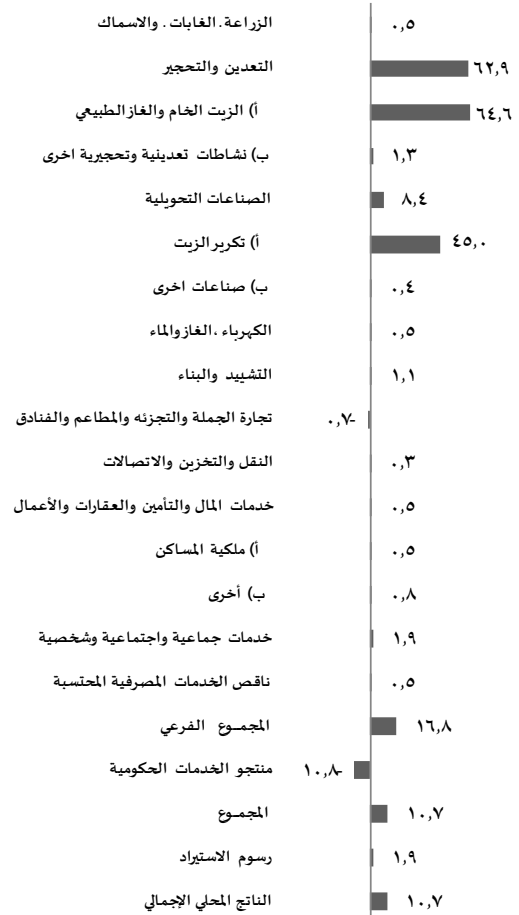 الزراعة. الغابات. والاسماك ٠,٥
التعدين والتحجير ٦٢,٩
أ) الزيت الخام والغاز الطبيعي ٦٤,٦
ب) نشاطات تعدينية وتحجيرية اخرى ١,٣
الصناعات التحويلية ٨,٤
أ) تكرير الزيت ٤٥,٠
ب) صناعات اخرى ٠,٤
الكهرباء ،الغاز والماء ٠,٥
التشييد والبناء ١,١
تجارة الجملة والتجزئه والمطاعم والفنادق ٠,٧-
النقل والتخزين والاتصالات ٠,٣
خدمات المال والتأمين والعقارات والأعمال ٠,٥
أ) ملكية المساكن ٠,٥
ب) أخرى ٠,٨
خدمات جماعية واجتماعية وشخصية ١,٩
ناقص الخدمات المصرفية المحتسبة ٠,٥
المجمـوع الفرعي ١٦,٨
منتجو الخدمات الحكومية ١٠,٨-
المجمـوع ١٠,٧
رسوم الاستيراد ١,٩
الناتج المحلي الإجمالي ١٠,٧